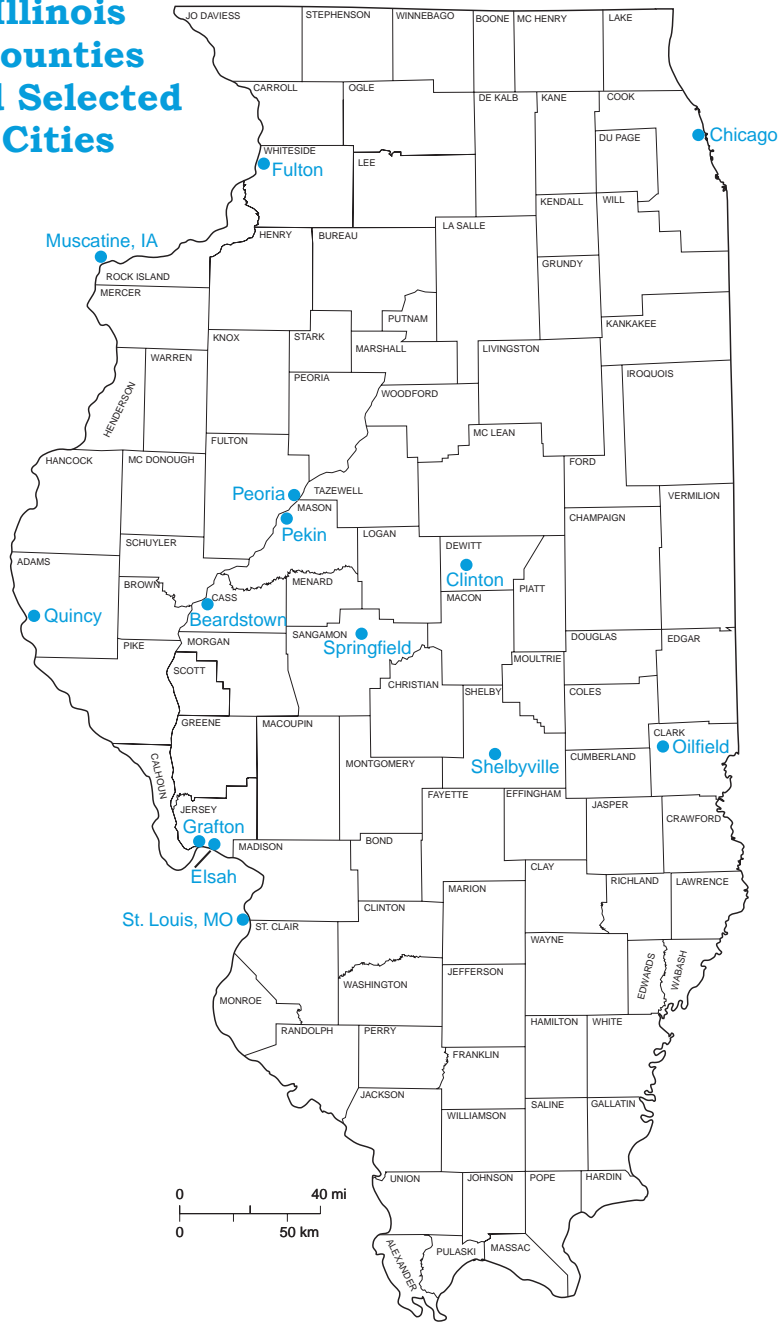 Illinois
ounties
l Selected
Cities
JO DAVIESS
STEPHENSON
WINNEBAGO
BOONE
MC HENRY
LAKE
CARROLL
OGLE
DE KALB
KANE
COOK
DU PAGE
Chicago
WHITESIDE
Fulton
LEE
KENDALL
WILL
LA SALLE
HENRY
BUREAU
Muscatine, IA
GRUNDY
ROCK ISLAND
MERCER
PUTNAM
KANKAKEE
KNOX
STARK
MARSHALL
LIVINGSTON
WARREN
PEORIA
IROQUOIS
WOODFORD
HENDERSON
MC LEAN
FULTON
HANCOCK
MC DONOUGH
FORD
Peoria
TAZEWELL
VERMILION
MASON
CHAMPAIGN
Pekin
LOGAN
SCHUYLER
DEWITT
ADAMS
Clinton
BROWN
MENARD
PIATT
CASS
MACON
Quincy
Beardstown
SANGAMON
Springfield
DOUGLAS
EDGAR
PIKE
MORGAN
MOULTRIE
SCOTT
CHRISTIAN
SHELBY
COLES
GREENE
MACOUPIN
CLARK
Oilfield
CALHOUN
MONTGOMERY
Shelbyville
CUMBERLAND
FAYETTE
EFFINGHAM
JASPER
JERSEY
CRAWFORD
Grafton
MADISON
BOND
Elsah
CLAY
RICHLAND
LAWRENCE
MARION
CLINTON
St. Louis, MO
ST. CLAIR
WAYNE
EDWARDS
WABASH
JEFFERSON
WASHINGTON
MONROE
HAMILTON
WHITE
RANDOLPH
PERRY
FRANKLIN
JACKSON
SALINE
GALLATIN
WILLIAMSON
UNION
JOHNSON
POPE
HARDIN
0 40 mi
0 50 km
ALEXANDER
PULASKI
MASSAC